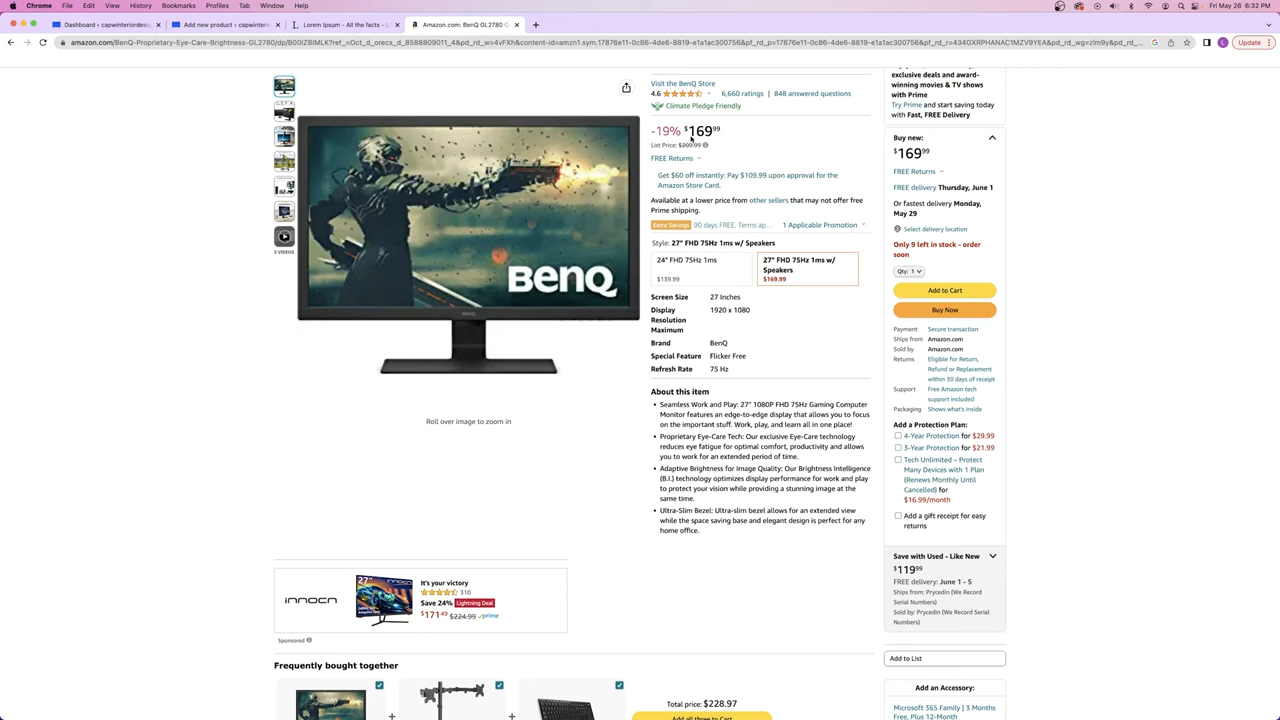 Chrome File Edit View History Bookmarks Profiles Tab Window Help Fri May 26 6:32 PM
Dashboard ‹ capwinteriordesig Add new product ‹ capwinterio Lorem Ipsum - All the facts - L Amazon.com: BenQ GL2780 G
Update
Visit the BenQ Store
4.6 6,660 ratings | 848 answered questions
Climate Pledge Friendly
-19% $169 99
List Price: $209.99
FREE Returns
Get $60 off instantly: Pay $109.99 upon approval for the
Amazon Store Card.
Available at a lower price from other sellers that may not offer free
Prime shipping.
Extra Savings 90 days FREE. Terms ap... 1 Applicable Promotion
Style: 27" FHD 75Hz 1ms w/ Speakers
24" FHD 75Hz 1ms
$139.99
27" FHD 75Hz 1ms w/
Speakers
$169.99
Screen Size 27 Inches
Display
Resolution
Maximum
1920 x 1080
Brand BenQ
Special Feature Flicker Free
Refresh Rate 75 Hz
About this item
• Seamless Work and Play: 27" 1080P FHD 75Hz Gaming Computer
Monitor features an edge-to-edge display that allows you to focus
on the important stuff. Work, play, and learn all in one place!
• Proprietary Eye-Care Tech: Our exclusive Eye-Care technology
reduces eye fatigue for optimal comfort, productivity and allows
you to work for an extended period of time.
• Adaptive Brightness for Image Quality: Our Brightness Intelligence
(B.I.) technology optimizes display performance for work and play
to protect your vision while providing a stunning image at the
same time.
• Ultra-Slim Bezel: Ultra-slim bezel allows for an extended view
while the space saving base and elegant design is perfect for any
home office.
3 VIDEOS
BenQ
Roll over image to zoom in
INNOCN
27"
It's your victory
310
Save 24% Lightning Deal
$171 49 $224.99 prime
Sponsored
Frequently bought together
Total price: $228.97
Add all three to Cart
exclusive deals and award-
winning movies & TV shows
with Prime
Try Prime and start saving today
with Fast, FREE Delivery
Buy new:
$169 99
FREE Returns
FREE delivery Thursday, June 1
Or fastest delivery Monday,
May 29
Select delivery location
Only 9 left in stock - order
soon
Qty: 1
Add to Cart
Buy Now
Payment Secure transaction
Ships from Amazon.com
Sold by Amazon.com
Returns Eligible for Return,
Refund or Replacement
within 30 days of receipt
Support Free Amazon tech
support included
Packaging Shows what's inside
Add a Protection Plan:
4-Year Protection for $29.99
3-Year Protection for $21.99
Tech Unlimited – Protect
Many Devices with 1 Plan
(Renews Monthly Until
Cancelled) for
$16.99/month
Add a gift receipt for easy
returns
Save with Used - Like New
$119 99
FREE delivery: June 1 - 5
Ships from: Prycedin (We Record
Serial Numbers)
Sold by: Prycedin (We Record Serial
Numbers)
Add to List
Add an Accessory:
Microsoft 365 Family | 3 Months
Free, Plus 12-Month